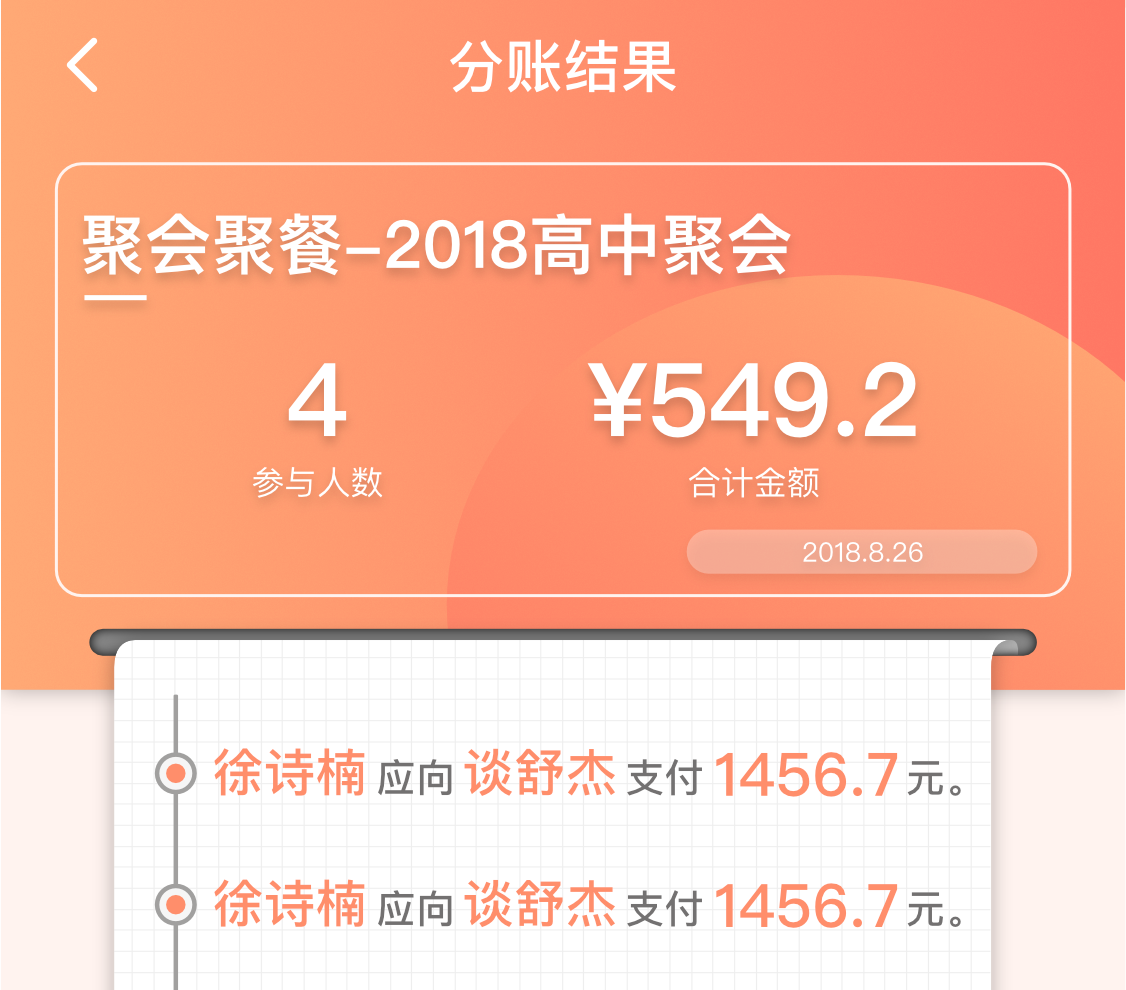 分账结果
聚会聚餐-2018高中聚会
4 ¥549.2
参与人数 合计金额
2018.8.26
徐诗楠 应向 谈舒杰 支付 1456.7 元。
徐诗楠 应向 谈舒杰 支付 1456.7 元。